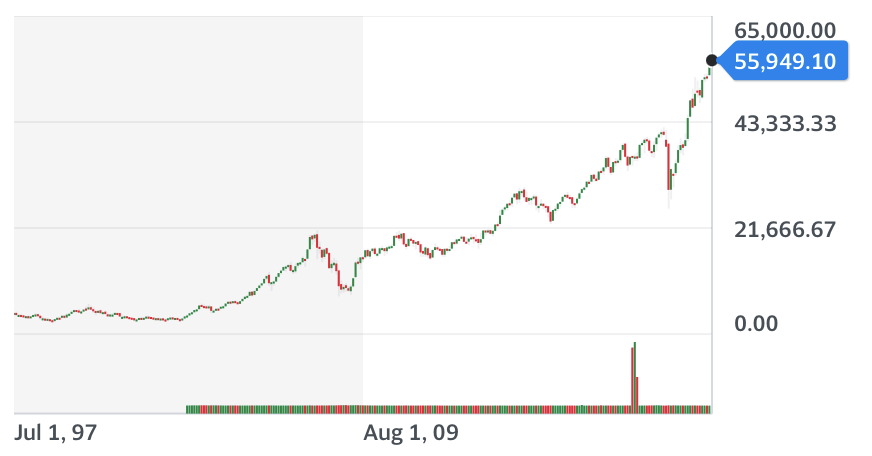 65,000.00
55,949.10
43,333.33
21,666.67
0.00
Jul 1, 97
Aug 1, 09